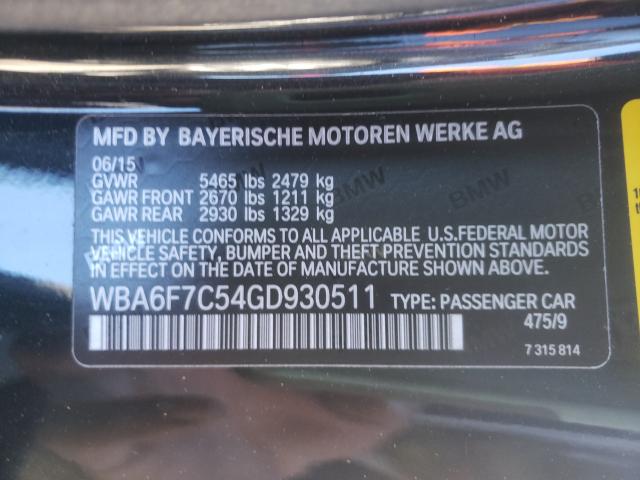 MFD BY BAYERISCHE MOTOREN WERKE AG
06/15
GVWR 5465 lbs 2479 kg
GAWR FRONT 2670 lbs 1211 kg
GAWR REAR 2930 lbs 1329 kg
THIS VEHICLE CONFORMS TO ALL APPLICABLE U.S.FEDERAL MOTOR
VEHICLE SAFETY, BUMPER AND THEFT PREVENTION STANDARDS
IN EFFECT ON THE DATE OF MANUFACTURE SHOWN ABOVE.
WBA6F7C54GD930511 TYPE: PASSENGER CAR
475/9
7 315 814
BMW
BMW